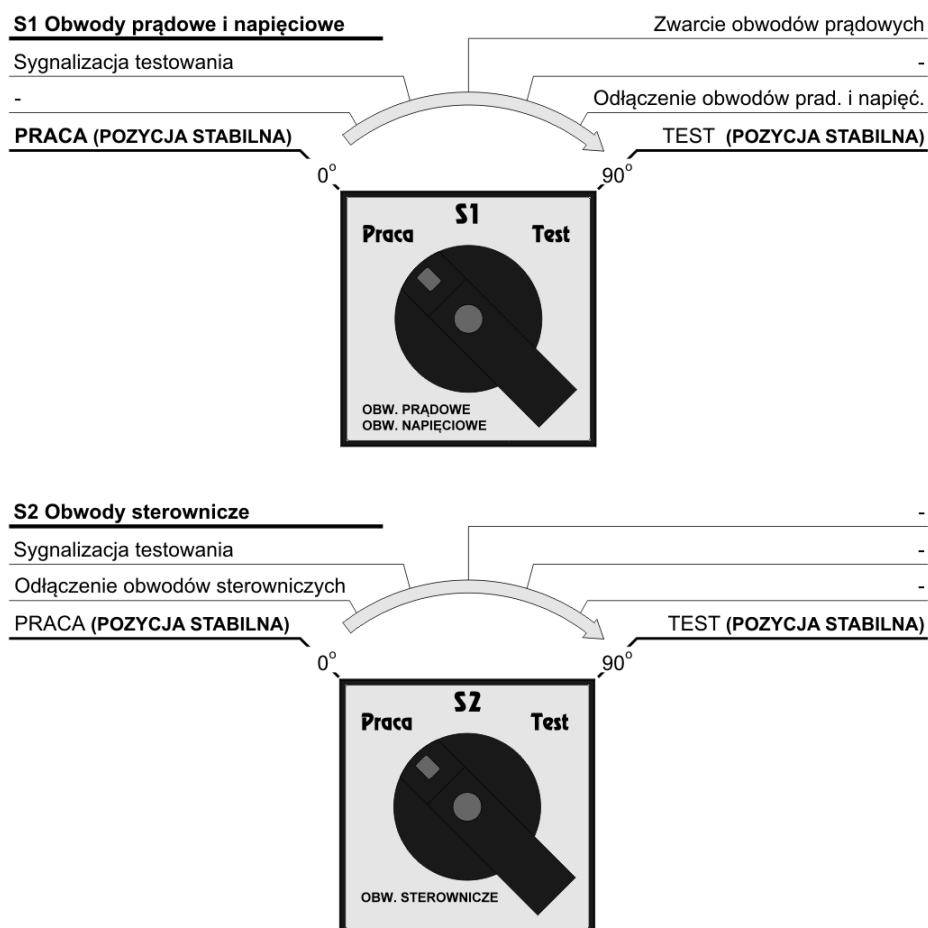 S1 Obwody prądowe i napięciowe
Zwarcie obwodów prądowych
Sygnalizacja testowania
-
-
Odłączenie obwodów prad. i napięć.
PRACA (POZYCJA STABILNA)
TEST (POZYCJA STABILNA)
0°
90°
S1
Praca
Test
OBW. PRĄDOWE
OBW. NAPIĘCIOWE
S2 Obwody sterownicze
-
Sygnalizacja testowania
-
Odłączenie obwodów sterowniczych
-
PRACA (POZYCJA STABILNA)
TEST (POZYCJA STABILNA)
0°
90°
S2
Praca
Test
OBW. STEROWNICZE